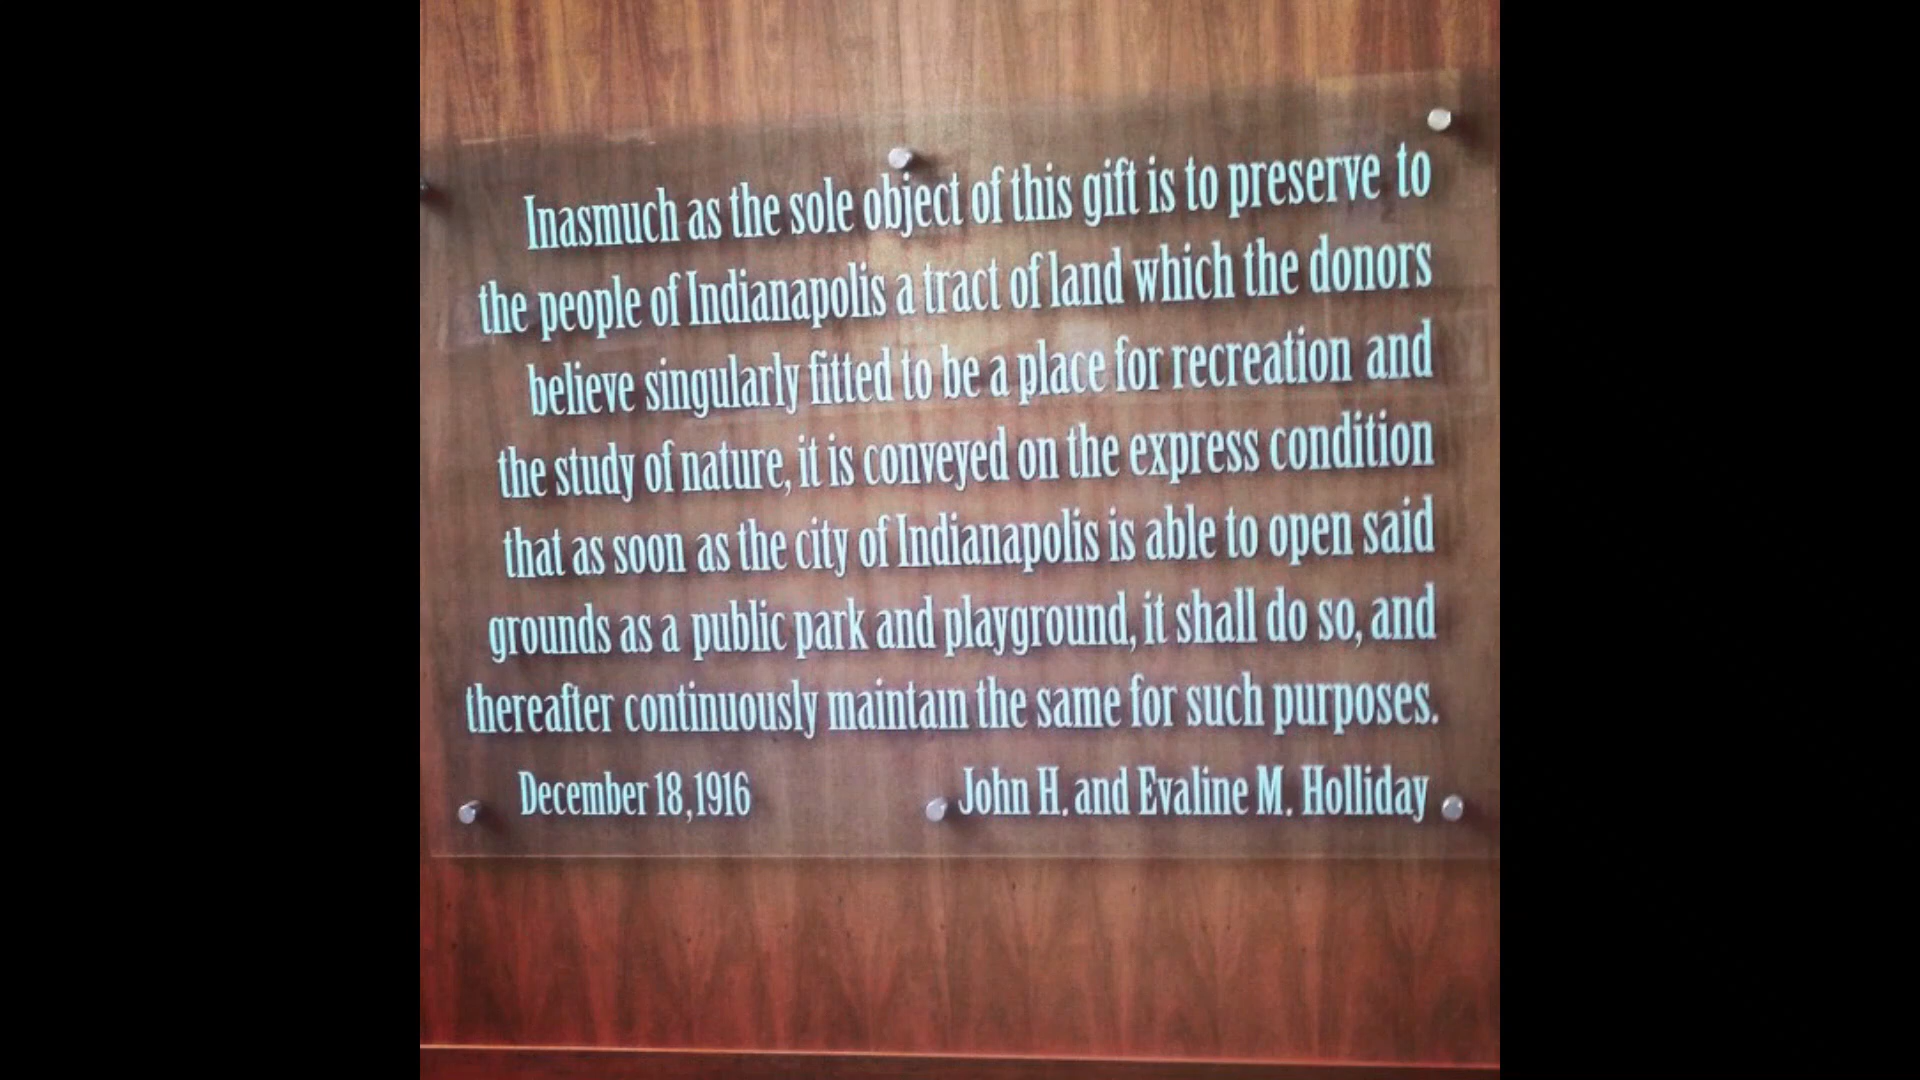 Inasmuch as the sole object of this gift is to preserve to
the people of Indianapolis a tract of land which the donors
believe singularly fitted to be a place for recreation and
the study of nature, it is conveyed on the express condition
that as soon as the city of Indianapolis is able to open said
grounds as a public park and playground, it shall do so, and
thereafter continuously maintain the same for such purposes.
December 18, 1916 John H. and Evaline M. Holliday